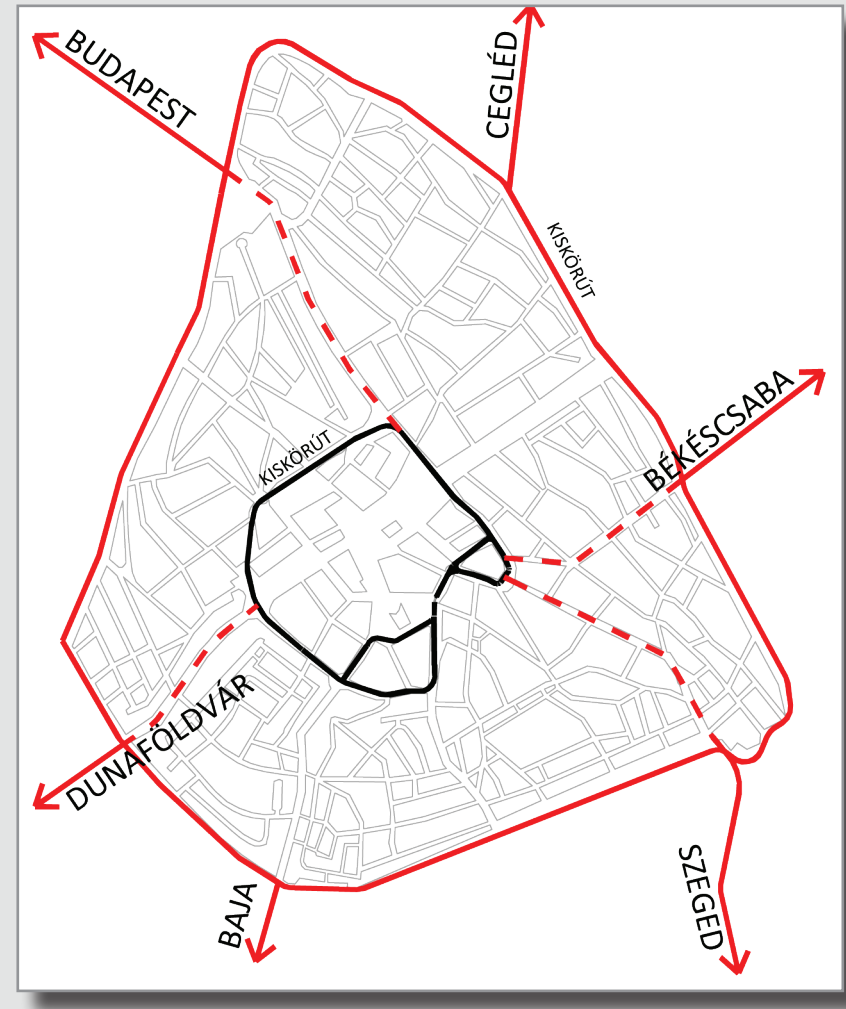 BUDAPEST
CEGLÉD
KISKÖRÚT
BÉKÉSCSABA
KISKÖRÚT
DUNAFÖLDVÁR
BAJA
SZEGED